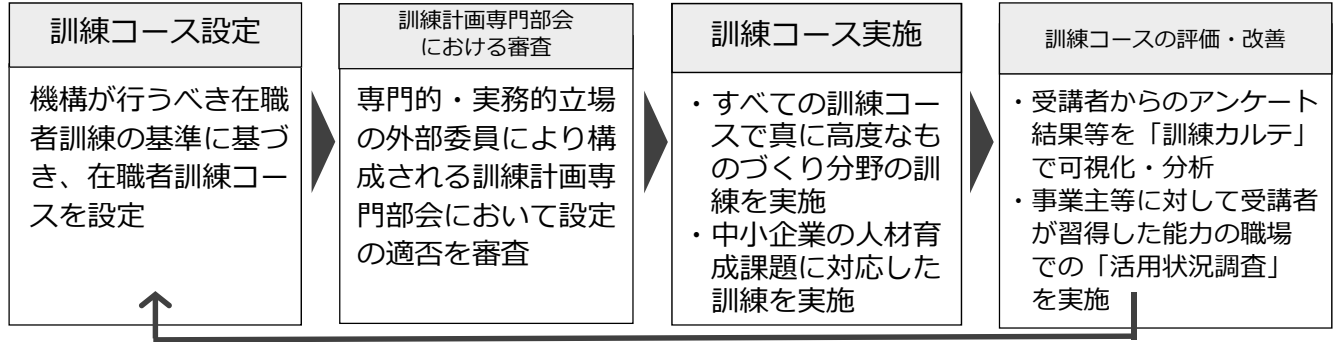 訓練コース設定
機構が行うべき在職
者訓練の基準に基づ
き、在職者訓練コー
スを設定
訓練計画専門部会
における審査
専門的・実務的立場
の外部委員により構
成される訓練計画専
門部会において設定
の適否を審査
訓練コース実施
・すべての訓練コー
スで真に高度なも
のづくり分野の訓
練を実施
・中小企業の人材育
成課題に対応した
訓練を実施
訓練コースの評価・改善
・受講者からのアンケート
結果等を「訓練カルテ」
で可視化・分析
・事業主等に対して受講者
が習得した能力の職場
での「活用状況調査」
を実施